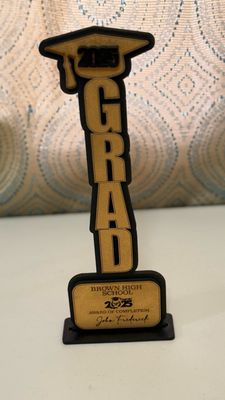 2025
GRAD
BROWN HIGH
SCHOOL
2025
AWARD OF COMPLETION
John Frederick